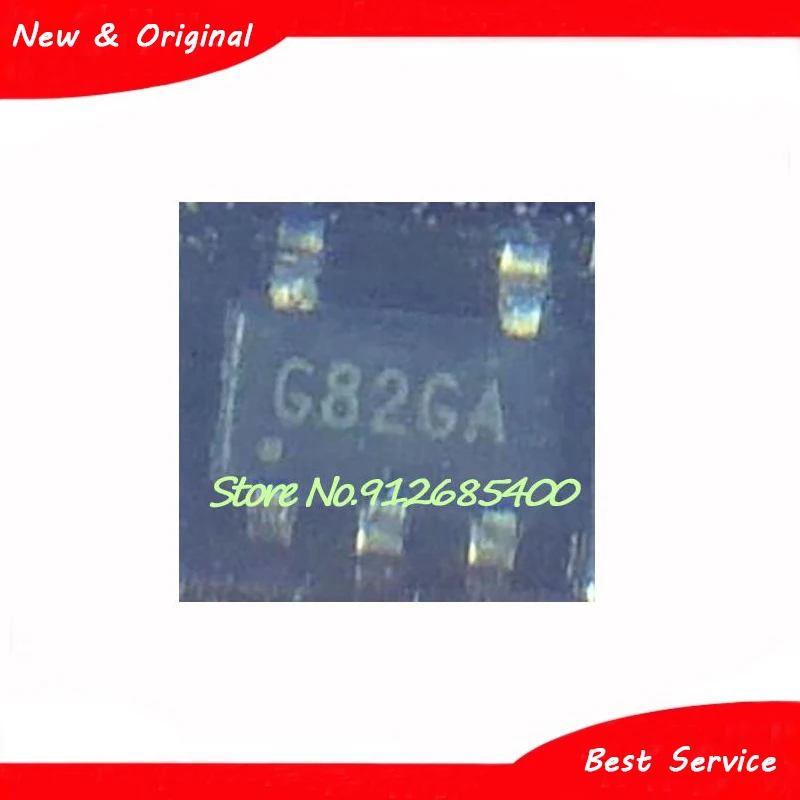 New & Original
G82GA
Store No.912685400
Best Service